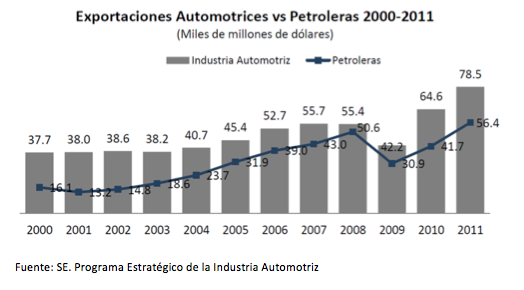 Exportaciones Automotrices vs Petroleras 2000-2011
(Miles de millones de dólares)
Industria Automotriz Petroleras
37.7 38.0 38.6 38.2 40.7 45.4 52.7 55.7 55.4 42.2 64.6 78.5
16.1 13.2 14.8 18.6 23.7 31.9 39.0 43.0 50.6 30.9 41.7 56.4
2000 2001 2002 2003 2004 2005 2006 2007 2008 2009 2010 2011
Fuente: SE. Programa Estratégico de la Industria Automotriz